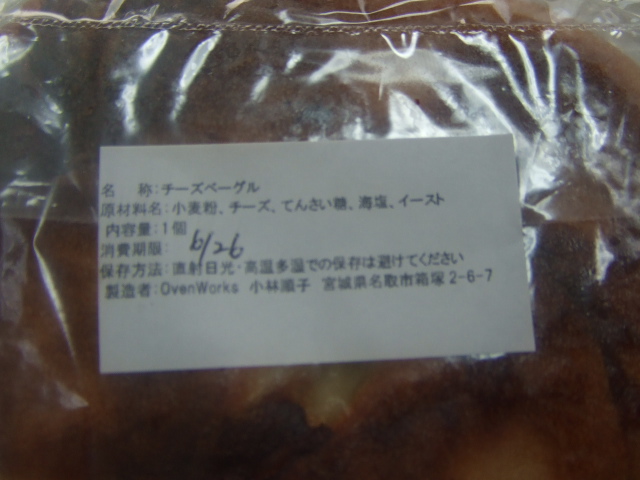 名　称：チーズベーグル
原材料名：小麦粉、チーズ、てんさい糖、海塩、イースト
内容量：1個
消費期限：6/26
保存方法：直射日光・高温多湿での保存は避けてください
製造者：OvenWorks　小林順子　宮城県名取市箱塚2-6-7